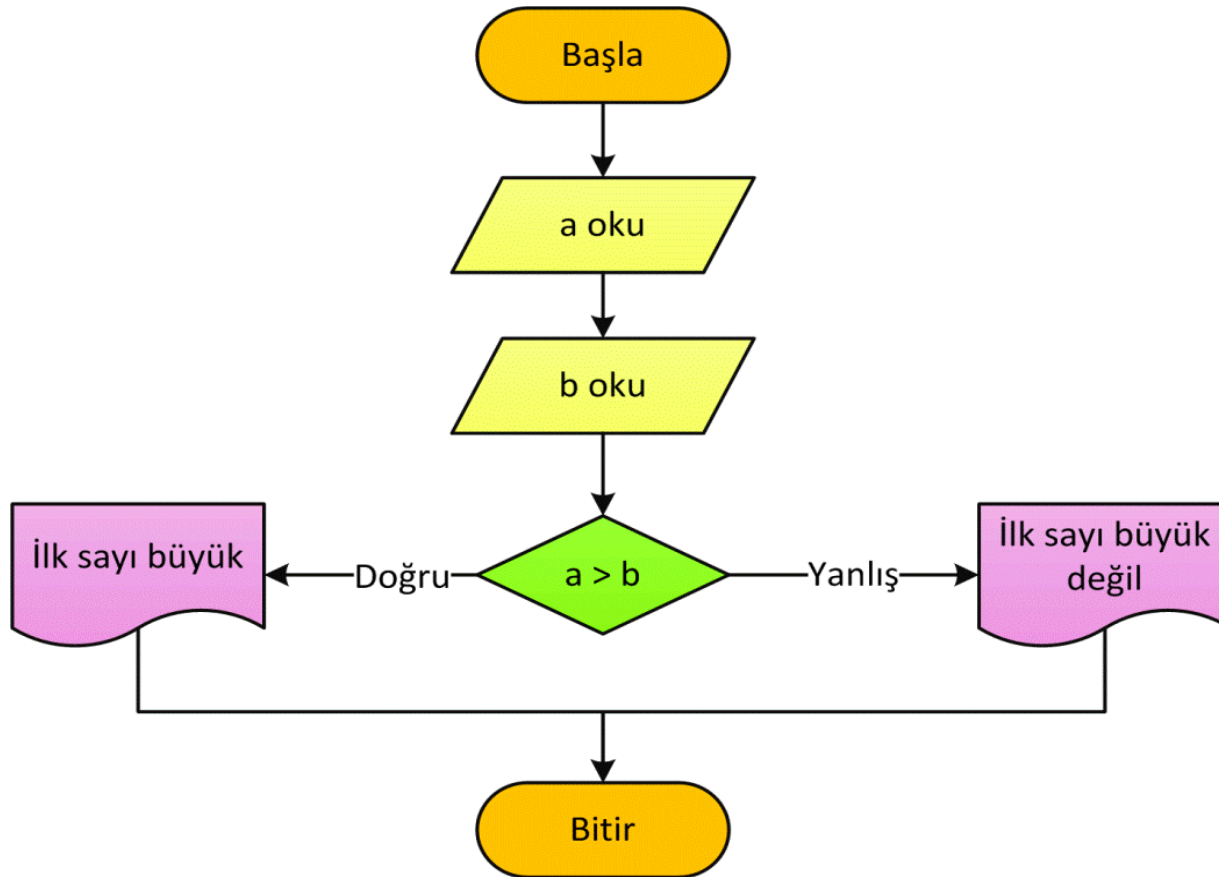 Başla
a oku
b oku
İlk sayı büyük
Doğru
a > b
Yanlış
İlk sayı büyük
değil
Bitir